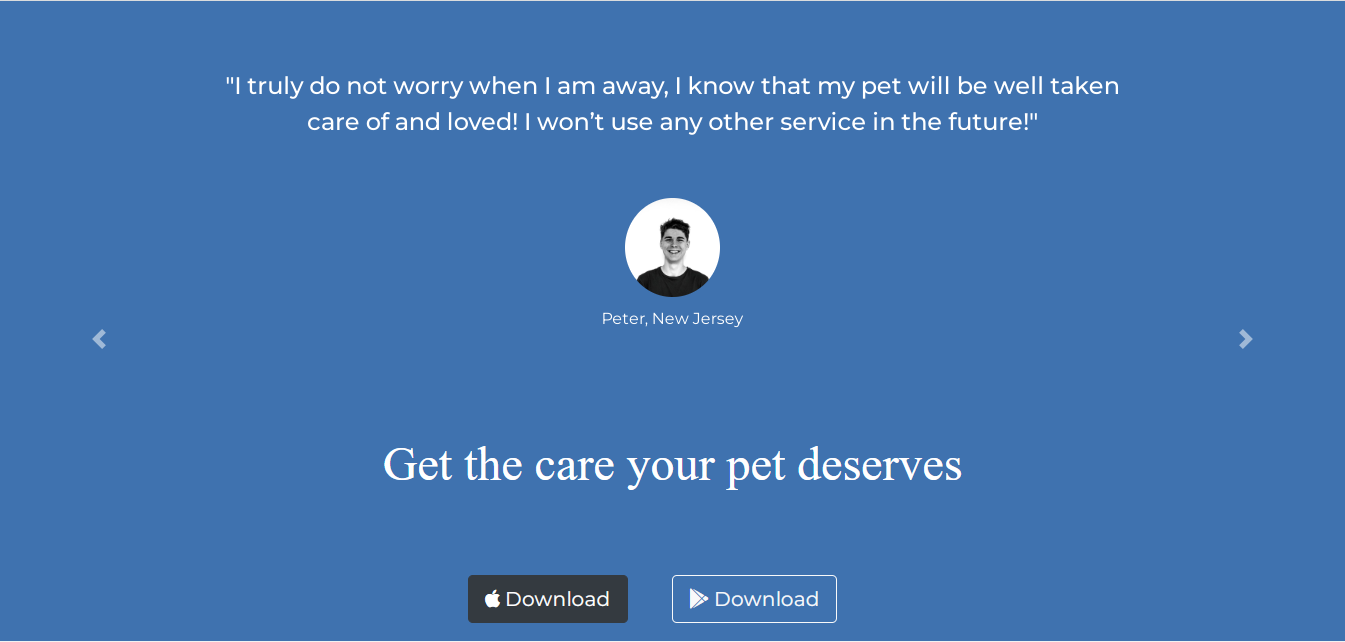 "I truly do not worry when I am away, I know that my pet will be well taken
care of and loved! I won’t use any other service in the future!"
Peter, New Jersey
Get the care your pet deserves
Download
Download